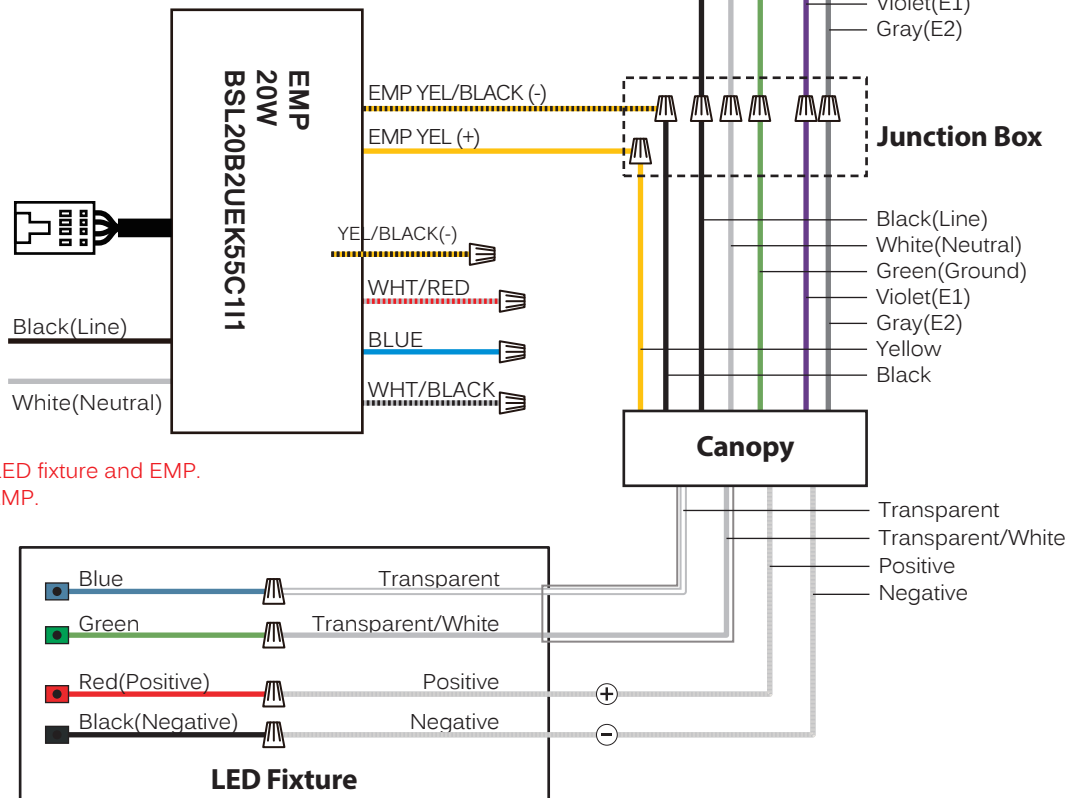 Violet(E1)
Gray(E2)
EMP
20W
BSL20B2UEK55C1I1
EMP YEL/BLACK (-)
EMP YEL (+)
Junction Box
YEL/BLACK(-)
WHT/RED
BLUE
WHT/BLACK
Black(Line)
White(Neutral)
Black(Line)
White(Neutral)
Green(Ground)
Violet(E1)
Gray(E2)
Yellow
Black
Canopy
LED fixture and EMP.
EMP.
Transparent
Transparent/White
Positive
Negative
Blue
Transparent
Green
Transparent/White
Red(Positive)
Positive
+
Black(Negative)
Negative
−
LED Fixture